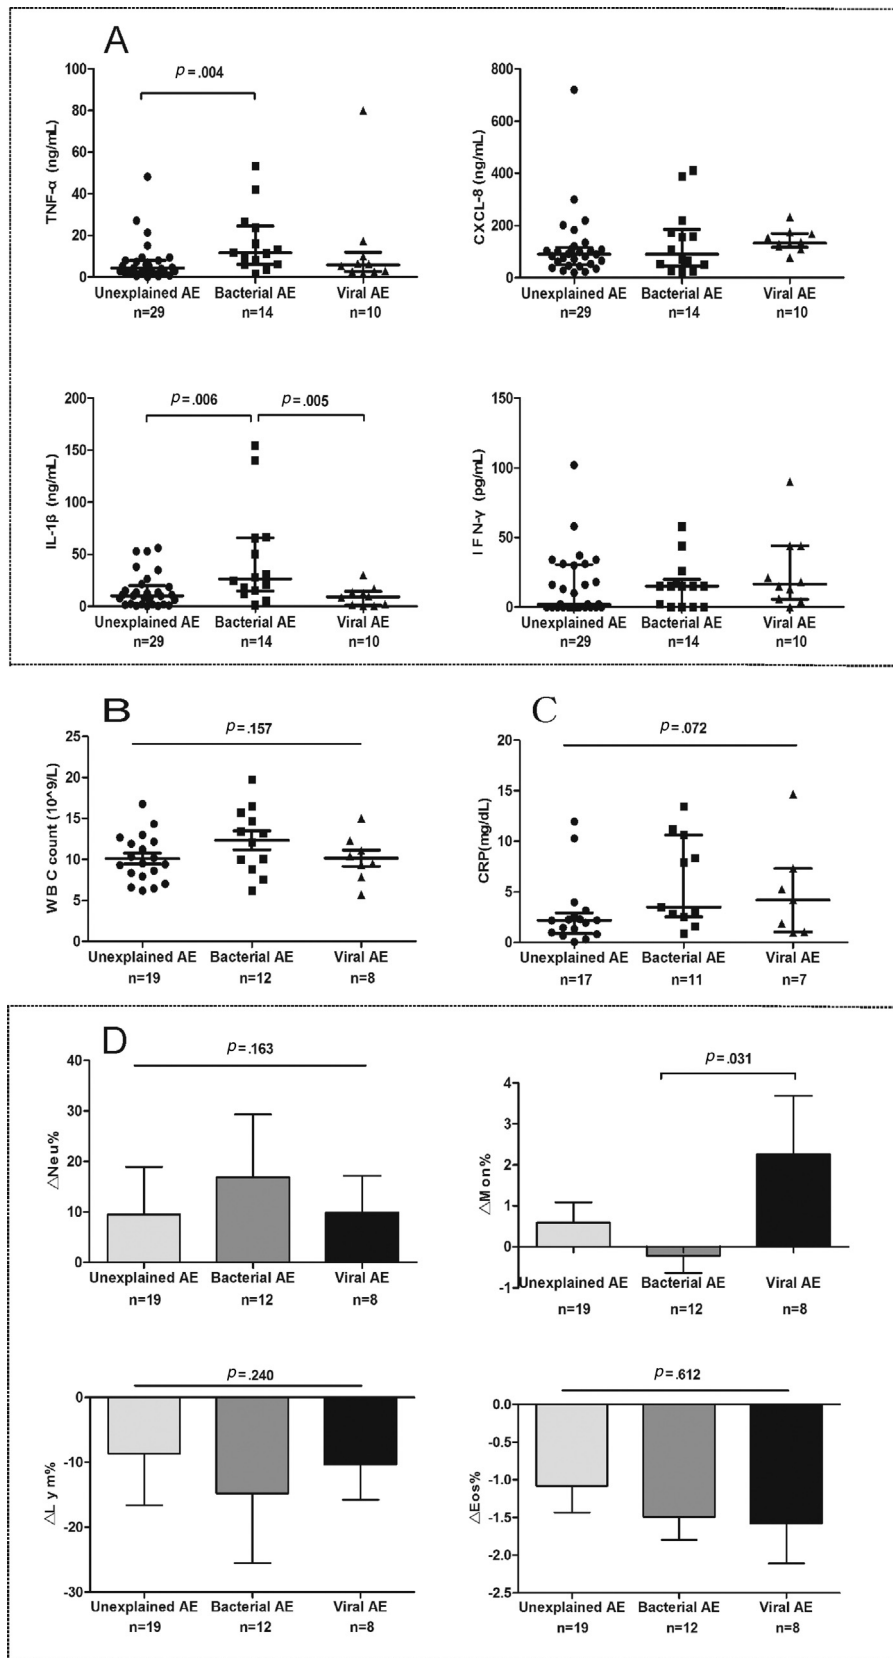 A
TNF-α (ng/mL)
100
80
60
40
20
0
p=.004
Unexplained AE Bacterial AE Viral AE
n=29 n=14 n=10
CXCL-8 (ng/mL)
800
600
400
200
0
Unexplained AE Bacterial AE Viral AE
n=29 n=14 n=10
IL-1β (ng/mL)
200
150
100
50
0
p=.006 p=.005
Unexplained AE Bacterial AE Viral AE
n=29 n=14 n=10
I F N-γ (pg/mL)
150
100
50
0
Unexplained AE Bacterial AE Viral AE
n=29 n=14 n=10
B
W B C count (10^9/L)
25
20
15
10
5
0
p=.157
Unexplained AE Bacterial AE Viral AE
n=19 n=12 n=8
C
CRP(mg/dL)
20
15
10
5
0
p=.072
Unexplained AE Bacterial AE Viral AE
n=17 n=11 n=7
D
△Neu%
40
30
20
10
0
p=.163
Unexplained AE Bacterial AE Viral AE
n=19 n=12 n=8
△M on%
4
3
2
1
0
-1
p=.031
Unexplained AE Bacterial AE Viral AE
n=19 n=12 n=8
△L y m%
-0
-10
-20
-30
p=.240
Unexplained AE Bacterial AE Viral AE
n=19 n=12 n=8
△Eos%
0.0
-0.5
-1.0
-1.5
-2.0
-2.5
p=.612
Unexplained AE Bacterial AE Viral AE
n=19 n=12 n=8